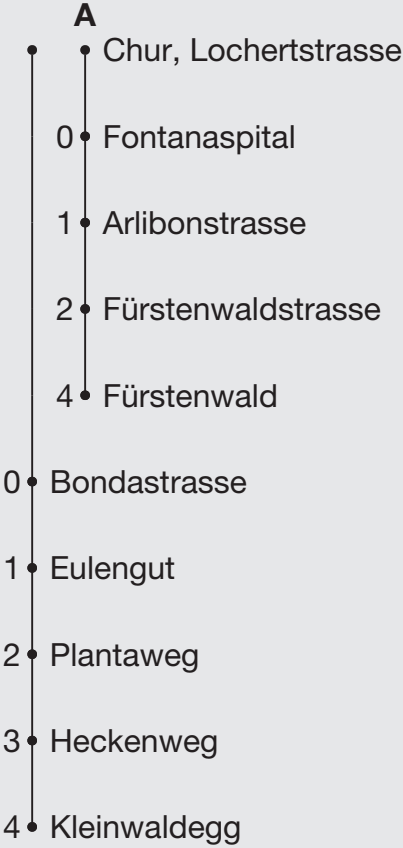 A
Chur, Lochertstrasse
0 Fontanaspital
1 Arlibonstrasse
2 Fürstenwaldstrasse
4 Fürstenwald
0 Bondastrasse
1 Eulengut
2 Plantaweg
3 Heckenweg
4 Kleinwaldegg